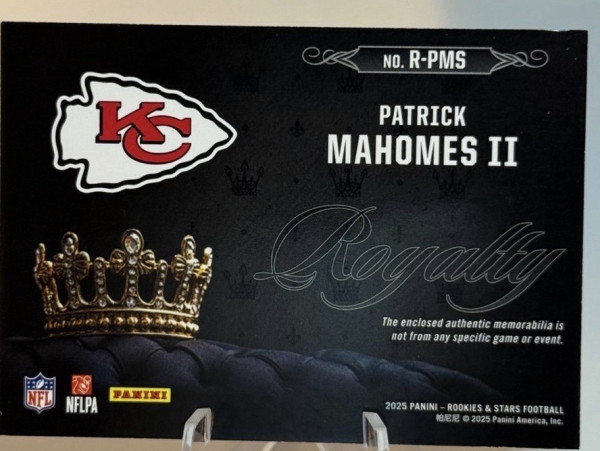 NO. R-PMS
KC
PATRICK
MAHOMES II
Royalty
The enclosed authentic memorabilia is
not from any specific game or event.
NFL
NFLPA
PANINI
2025 PANINI – ROOKIES & STARS FOOTBALL
帕尼尼 © 2025 Panini America, Inc.